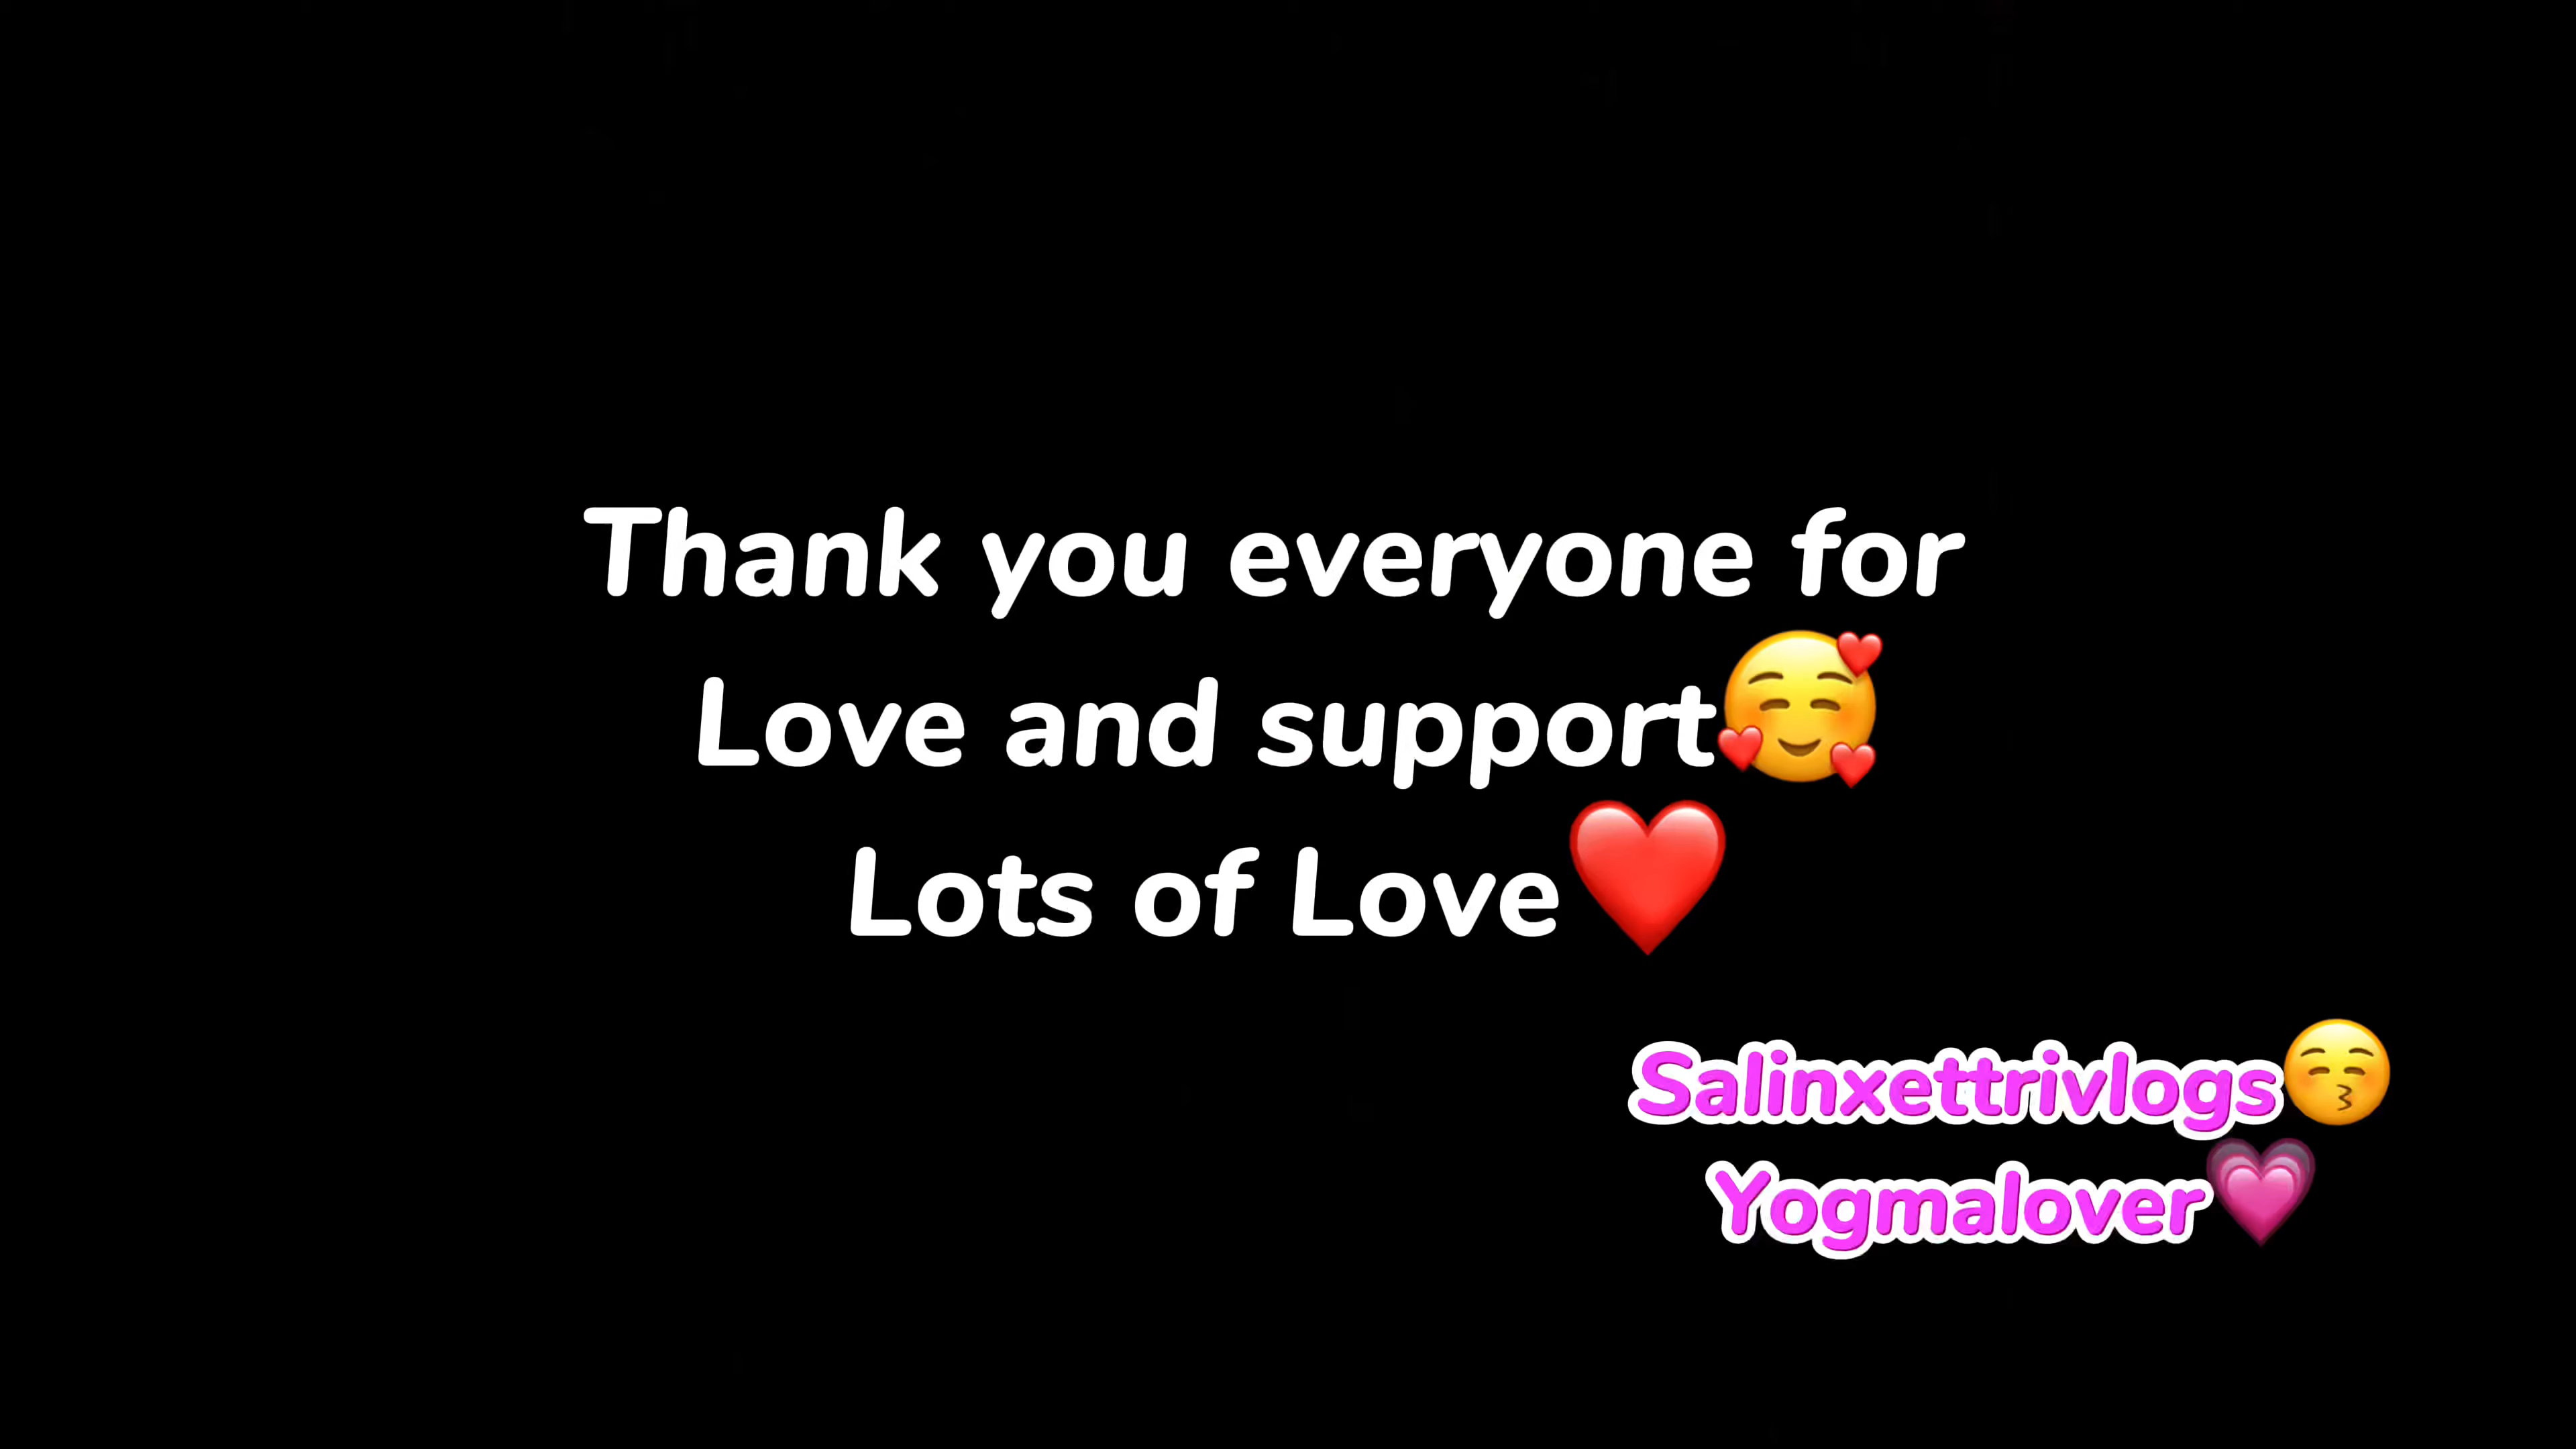 Thank you everyone for
Love and support🥰
Lots of Love❤️
Salinxettrivlogs😚
Yogmalover💗